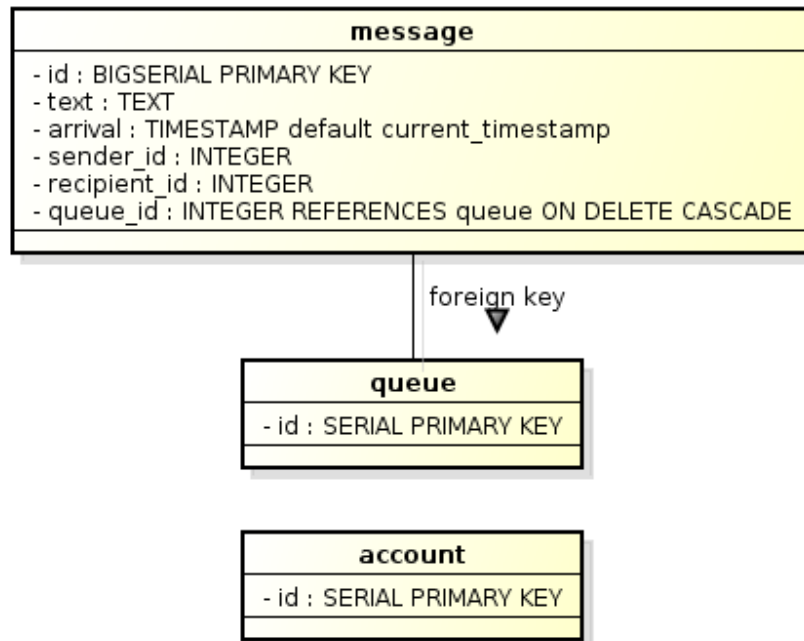 message
- id : BIGSERIAL PRIMARY KEY
- text : TEXT
- arrival : TIMESTAMP default current_timestamp
- sender_id : INTEGER
- recipient_id : INTEGER
- queue_id : INTEGER REFERENCES queue ON DELETE CASCADE
foreign key
queue
- id : SERIAL PRIMARY KEY
account
- id : SERIAL PRIMARY KEY